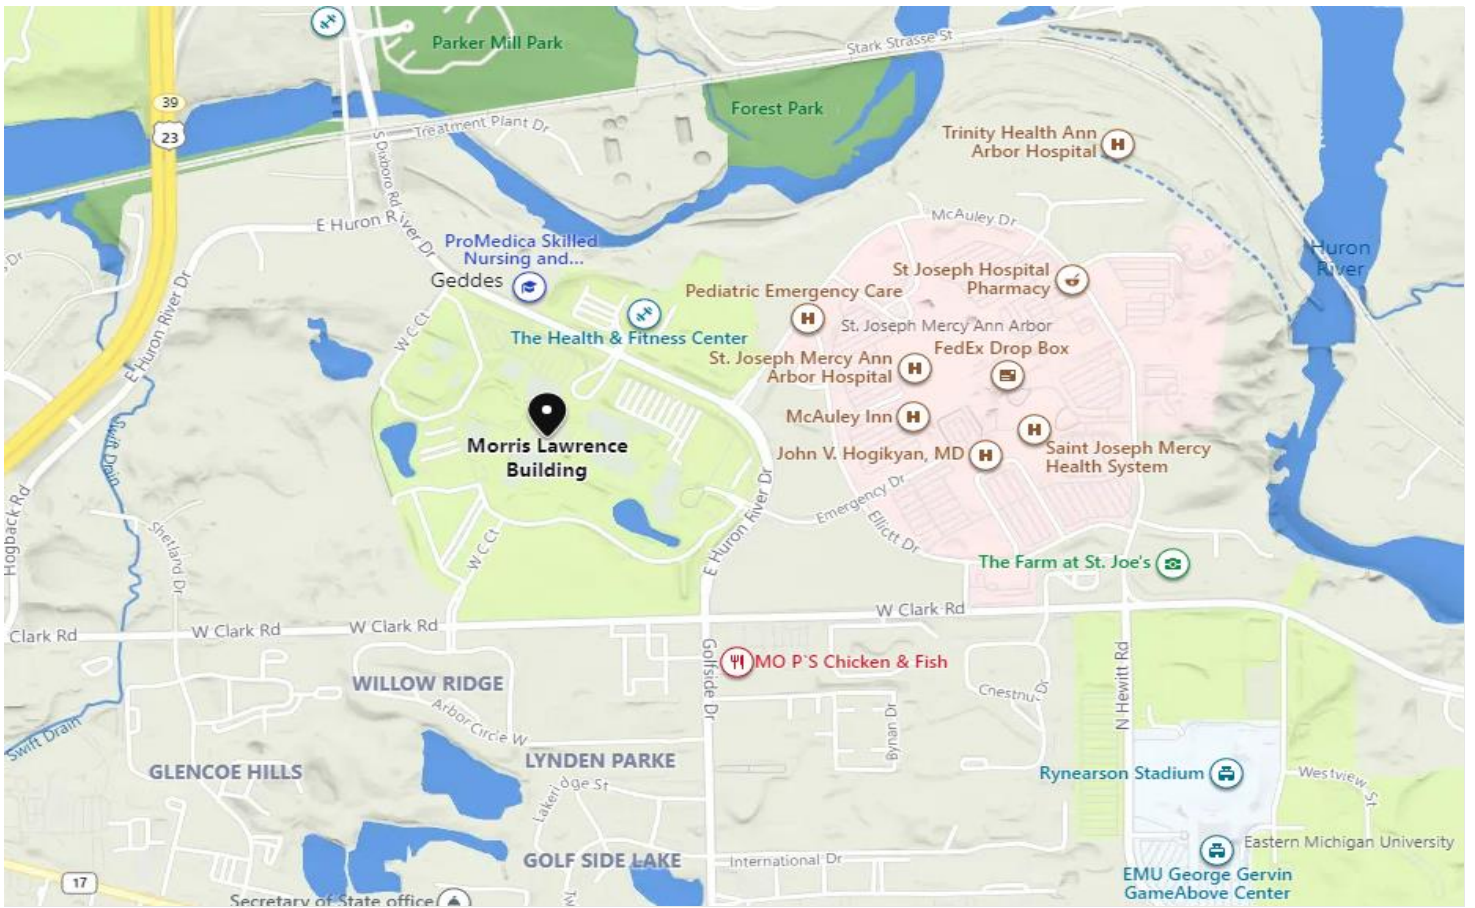 Parker Mill Park
Stark Strasse St
39
23
Forest Park
Treatment Plant Dr
Trinity Health Ann
Arbor Hospital
S Dixboro Rd
McAuley Dr
E Huron River Dr
ProMedica Skilled
Nursing and...
Huron
River
Geddes
St Joseph Hospital
Pharmacy
Pediatric Emergency Care
E Huron River Dr
W C Ct
The Health & Fitness Center
St. Joseph Mercy Ann Arbor
FedEx Drop Box
St. Joseph Mercy Ann
Arbor Hospital
McAuley Inn
Morris Lawrence
Building
John V. Hogikyan, MD
Saint Joseph Mercy
Health System
Swift Drain
Hogback Rd
Emergency Dr
Shetland Dr
W C Ct
E Huron River Dr
Elliott Dr
The Farm at St. Joe's
Clark Rd
W Clark Rd
W Clark Rd
W Clark Rd
MO P`S Chicken & Fish
Golfside Dr
N Hewitt Rd
WILLOW RIDGE
Arbor Circle W
Bynan Dr
Swift Drain
GLENCOE HILLS
LYNDEN PARKE
Rynearson Stadium
Westview St
International Dr
GOLF SIDE LAKE
Eastern Michigan University
17
EMU George Gervin
GameAbove Center
Secretary of State office